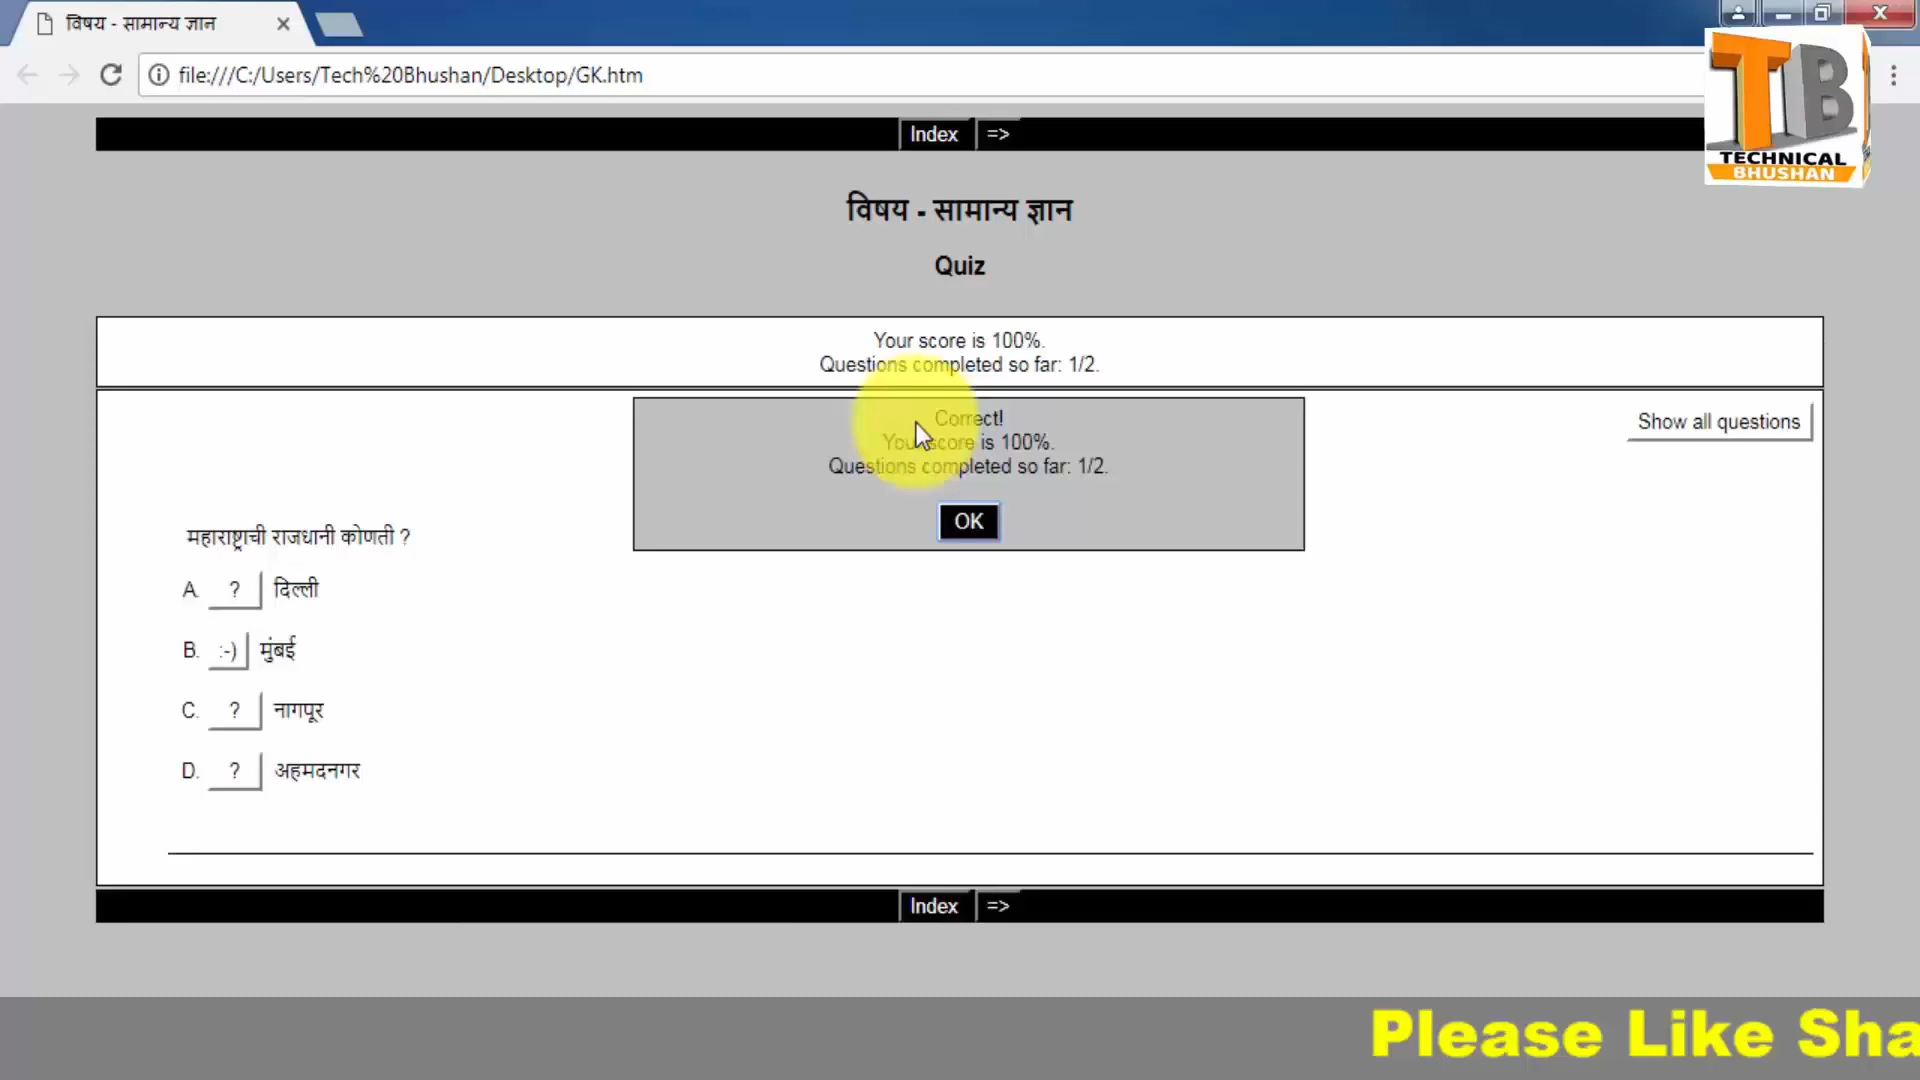 विषय - सामान्य ज्ञान
file:///C:/Users/Tech%20Bhushan/Desktop/GK.htm
TB
TECHNICAL
BHUSHAN
Index =>
विषय - सामान्य ज्ञान
Quiz
Your score is 100%.
Questions completed so far: 1/2.
Correct!
Your score is 100%.
Questions completed so far: 1/2.
OK
Show all questions
महाराष्ट्राची राजधानी कोणती ?
A. ? दिल्ली
B. :-) मुंबई
C. ? नागपूर
D. ? अहमदनगर
Index =>
Please Like Sha